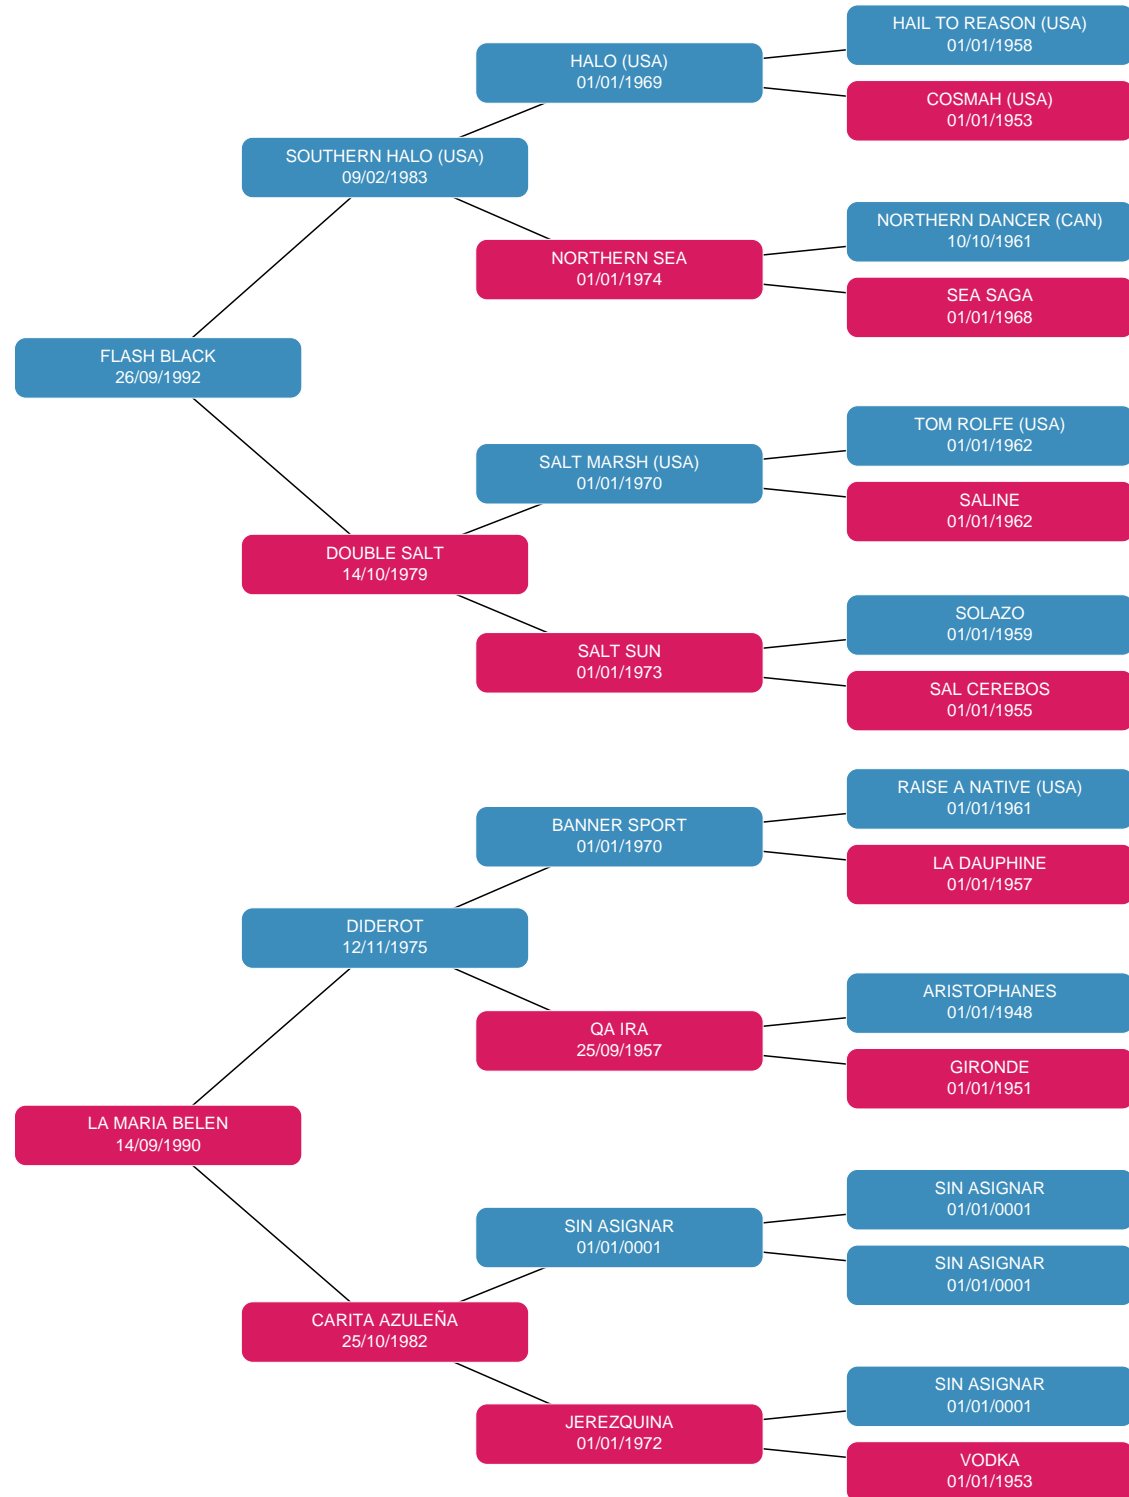 HAIL TO REASON (USA)
01/01/1958
HALO (USA)
01/01/1969
COSMAH (USA)
01/01/1953
SOUTHERN HALO (USA)
09/02/1983
NORTHERN DANCER (CAN)
10/10/1961
NORTHERN SEA
01/01/1974
SEA SAGA
01/01/1968
FLASH BLACK
26/09/1992
TOM ROLFE (USA)
01/01/1962
SALT MARSH (USA)
01/01/1970
SALINE
01/01/1962
DOUBLE SALT
14/10/1979
SOLAZO
01/01/1959
SALT SUN
01/01/1973
SAL CEREBOS
01/01/1955
RAISE A NATIVE (USA)
01/01/1961
BANNER SPORT
01/01/1970
LA DAUPHINE
01/01/1957
DIDEROT
12/11/1975
ARISTOPHANES
01/01/1948
QA IRA
25/09/1957
GIRONDE
01/01/1951
LA MARIA BELEN
14/09/1990
SIN ASIGNAR
01/01/0001
SIN ASIGNAR
01/01/0001
SIN ASIGNAR
01/01/0001
CARITA AZULEÑA
25/10/1982
SIN ASIGNAR
01/01/0001
JEREZQUINA
01/01/1972
VODKA
01/01/1953